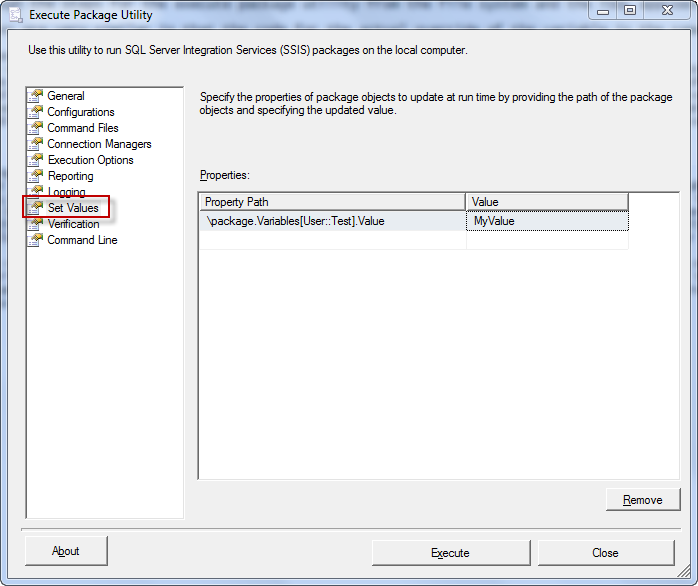 Execute Package Utility
Use this utility to run SQL Server Integration Services (SSIS) packages on the local computer.
General
Configurations
Command Files
Connection Managers
Execution Options
Reporting
Logging
Set Values
Verification
Command Line
Specify the properties of package objects to update at run time by providing the path of the package
objects and specifying the updated value.
Properties:
Property Path Value
\package.Variables[User::Test].Value MyValue
Remove
About Execute Close